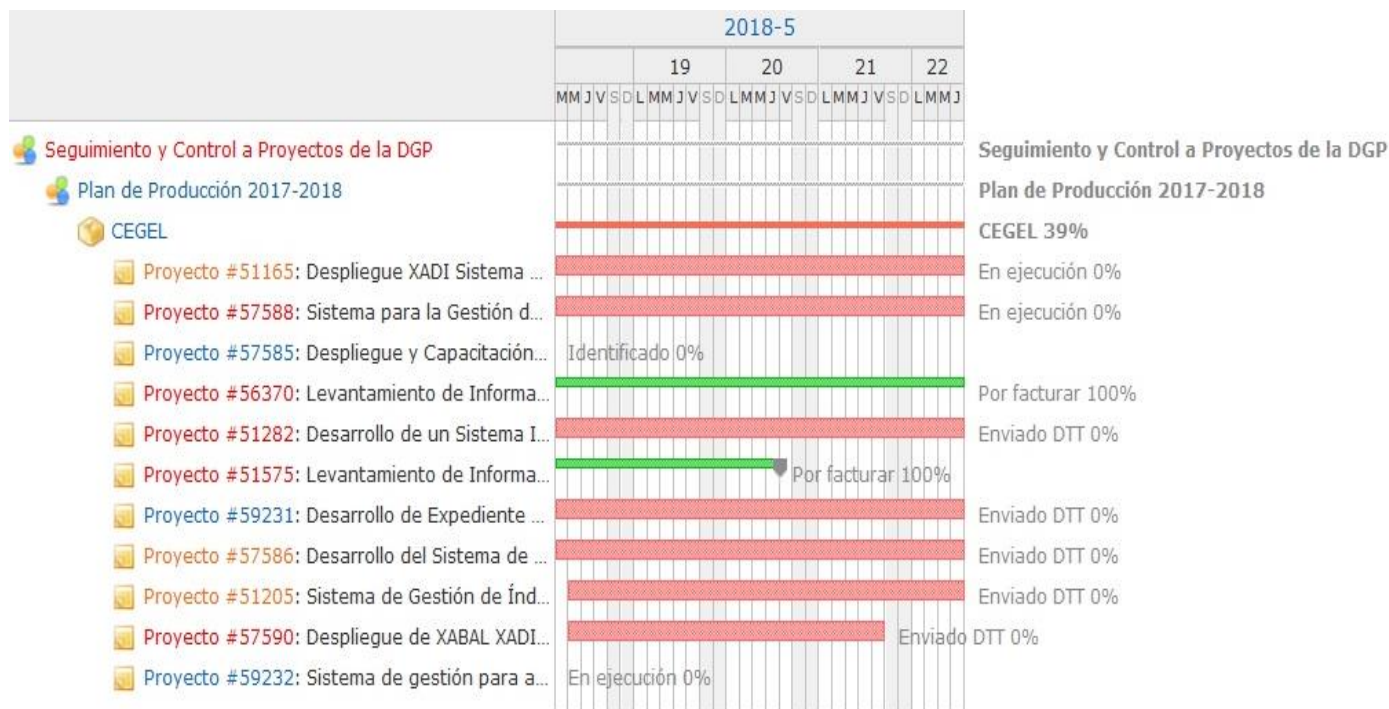 2018-5
19 20 21 22
M M J V S D L M M J V S D L M M J V S D L M M J V S D L M M J
Seguimiento y Control a Proyectos de la DGP Seguimiento y Control a Proyectos de la DGP
Plan de Producción 2017-2018 Plan de Producción 2017-2018
CEGEL CEGEL 39%
Proyecto #51165: Despliegue XADI Sistema ... En ejecución 0%
Proyecto #57588: Sistema para la Gestión d... En ejecución 0%
Proyecto #57585: Despliegue y Capacitación... Identificado 0%
Proyecto #56370: Levantamiento de Informa... Por facturar 100%
Proyecto #51282: Desarrollo de un Sistema I... Enviado DTT 0%
Proyecto #51575: Levantamiento de Informa... Por facturar 100%
Proyecto #59231: Desarrollo de Expediente ... Enviado DTT 0%
Proyecto #57586: Desarrollo del Sistema de ... Enviado DTT 0%
Proyecto #51205: Sistema de Gestión de Índ... Enviado DTT 0%
Proyecto #57590: Despliegue de XABAL XADI... Enviado DTT 0%
Proyecto #59232: Sistema de gestión para a... En ejecución 0%